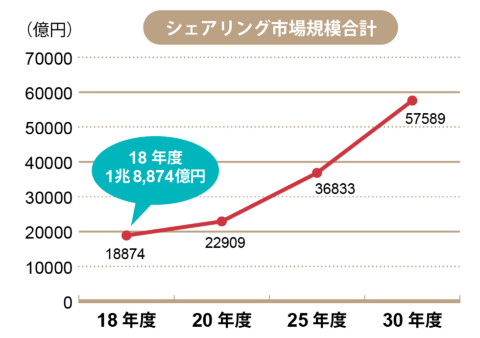 （億円）
シェアリング市場規模合計
70000
60000
50000
40000
30000
20000
10000
0
18 年度
1兆 8,874億円
18874
22909
36833
57589
18 年度
20 年度
25 年度
30 年度